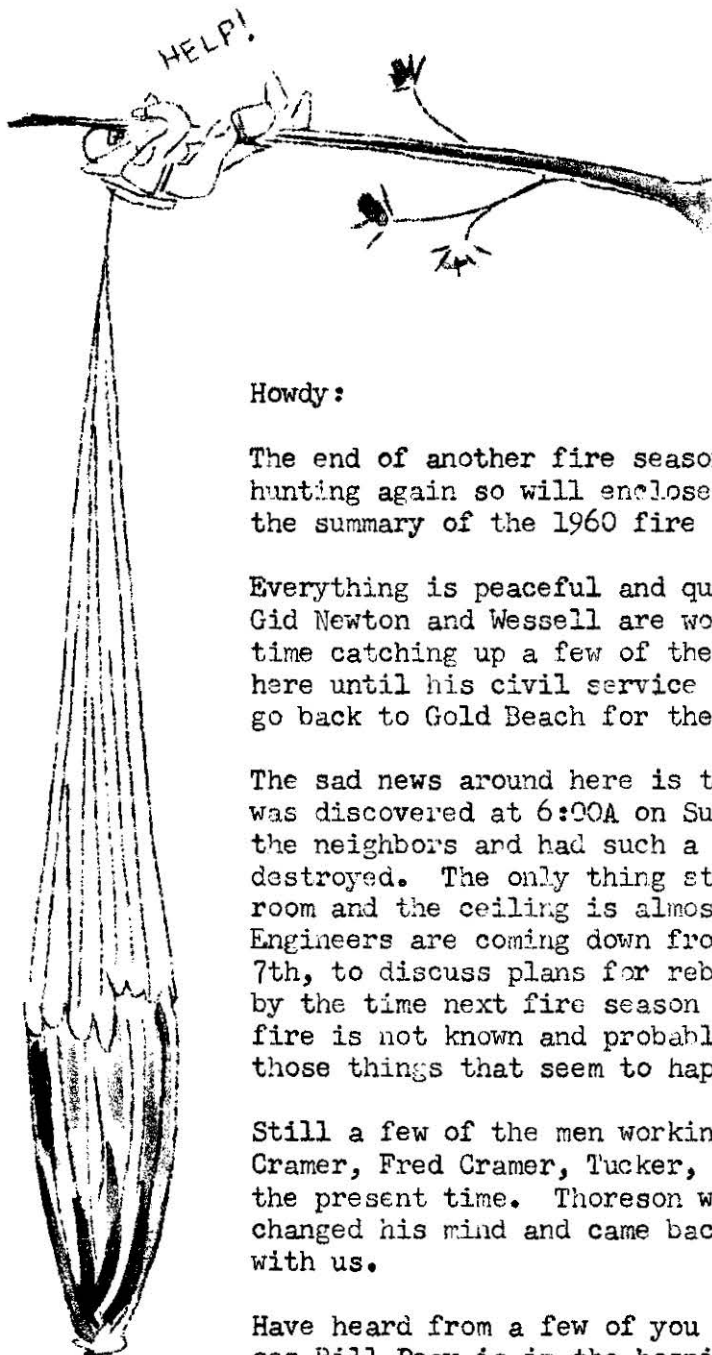 HELP!
Howdy:
The end of another fire seaso
hunting again so will enclose
the summary of the 1960 fire
Everything is peaceful and qu
Gid Newton and Wessell are wo
time catching up a few of the
here until his civil service
go back to Gold Beach for the
The sad news around here is t
was discovered at 6:00A on Su
the neighbors and had such a
destroyed. The only thing st
room and the ceiling is almos
Engineers are coming down fro
7th, to discuss plans for reb
by the time next fire season
fire is not known and probabl
those things that seem to hap
Still a few of the men workin
Cramer, Fred Cramer, Tucker,
the present time. Thoreson w
changed his mind and came bac
with us.
Have heard from a few of you